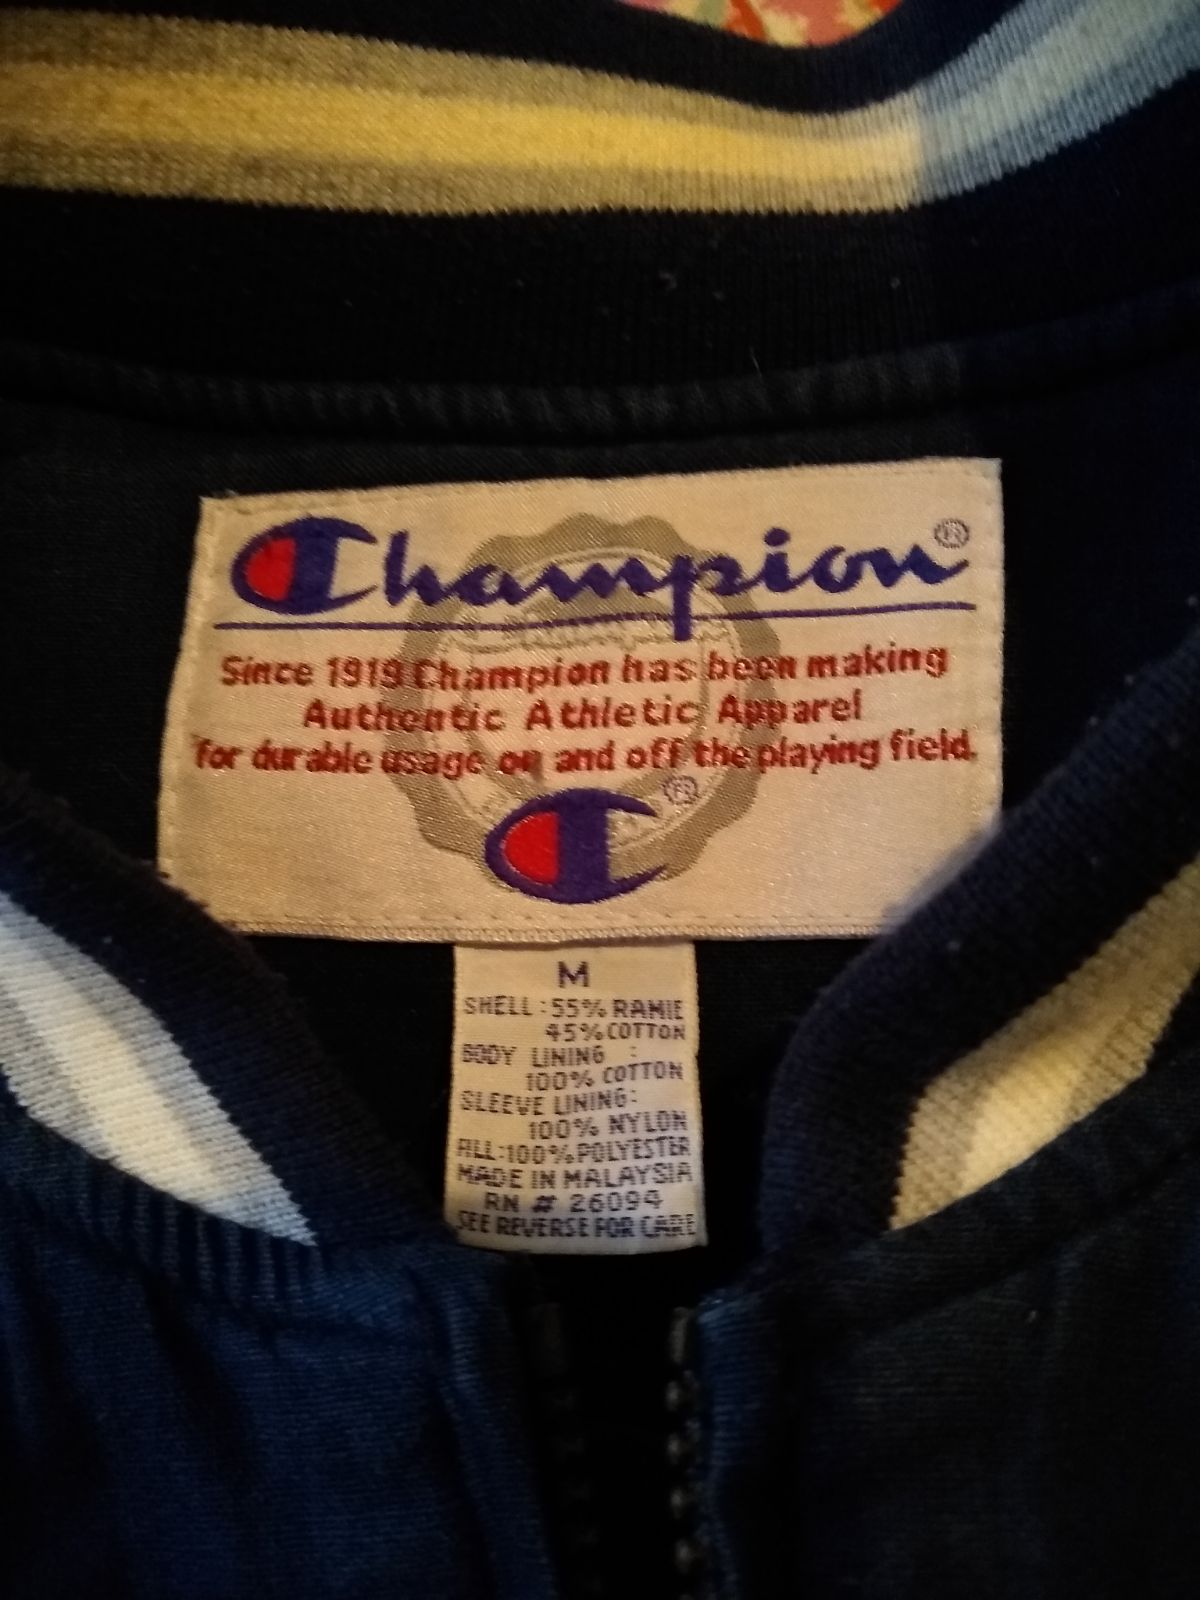 Champion®
Since 1919 Champion has been making
Authentic Athletic Apparel
for durable usage on and off the playing field.
®
M
SHELL: 55% RAMIE
45% COTTON
BODY LINING :
100% COTTON
SLEEVE LINING:
100% NYLON
FILL: 100% POLYESTER
MADE IN MALAYSIA
RN # 26094
SEE REVERSE FOR CARE